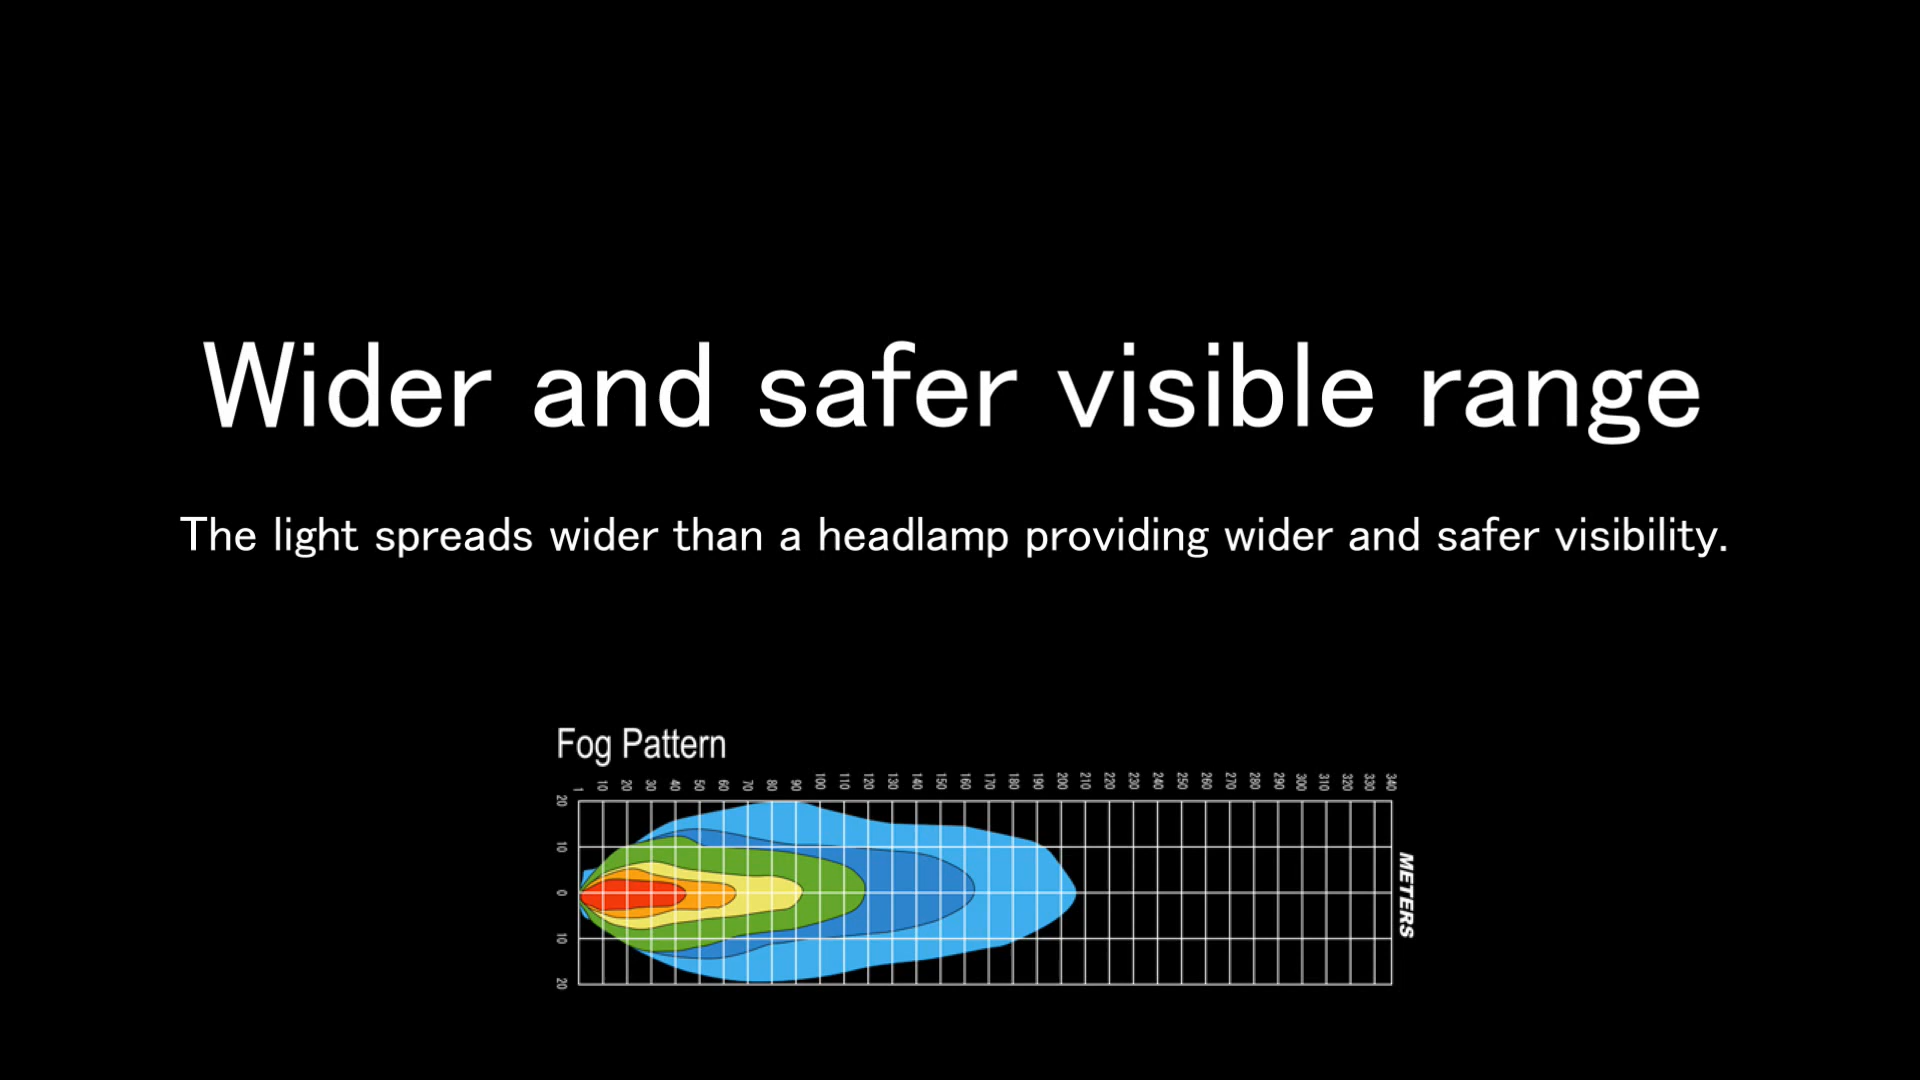 Wider and safer visible range
The light spreads wider than a headlamp providing wider and safer visibility.
Fog Pattern
1 10 20 30 40 50 60 70 80 90 100 110 120 130 140 150 160 170 180 190 200 210 220 230 240 250 260 270 280 290 300 310 320 330 340
20
10
0
10
20
METERS